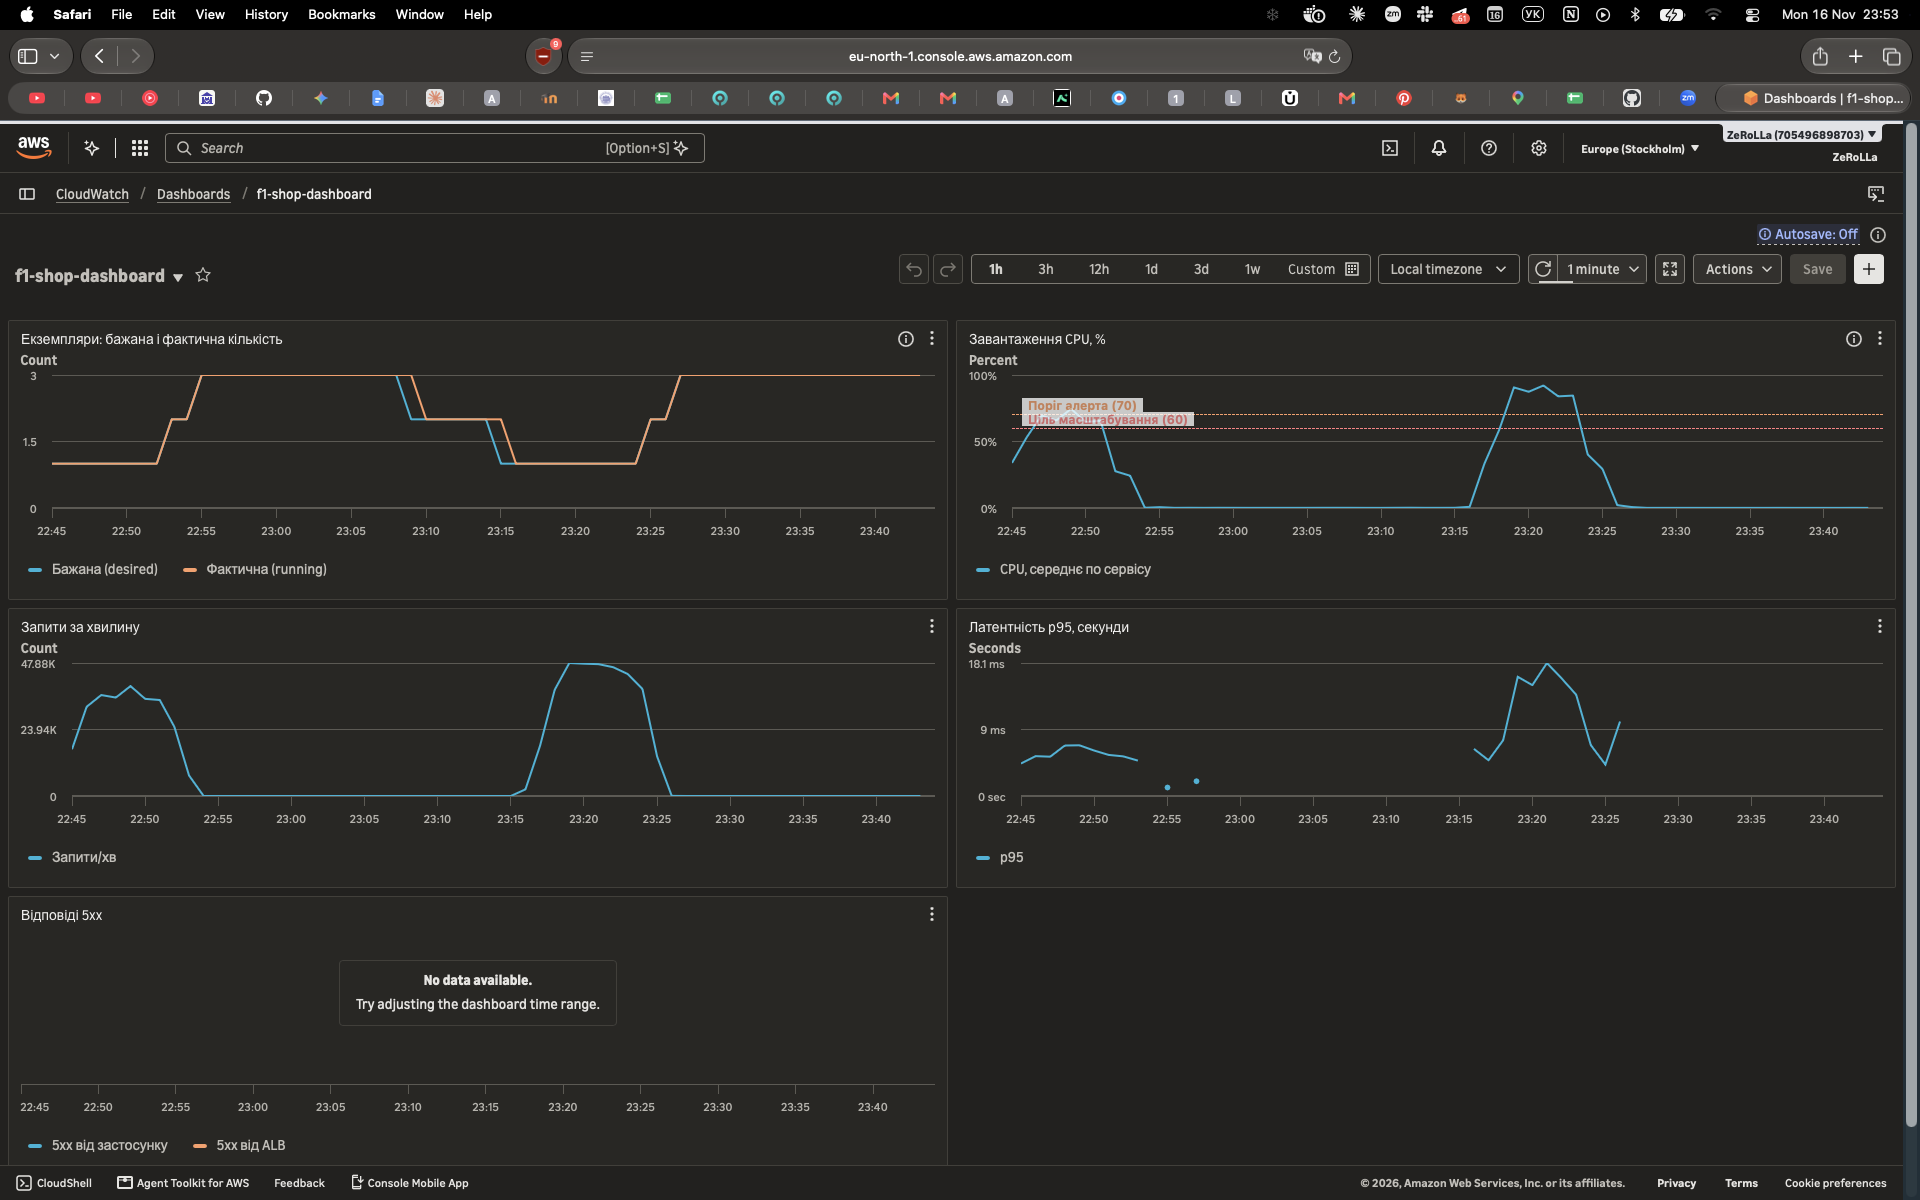 Safari File Edit View History Bookmarks Window Help
61 16 УК Mon 16 Nov 23:53
9 eu-north-1.console.aws.amazon.com
Dashboards | f1-shop...
aws Search [Option+S] Europe (Stockholm) ZeRoLLa (705496898703)
ZeRoLLa
CloudWatch / Dashboards / f1-shop-dashboard
Autosave: Off
f1-shop-dashboard 1h 3h 12h 1d 3d 1w Custom Local timezone 1 minute Actions Save +
Екземпляри: бажана і фактична кількість
Count
3
1.5
0
22:45 22:50 22:55 23:00 23:05 23:10 23:15 23:20 23:25 23:30 23:35 23:40
Бажана (desired) Фактична (running)
Завантаження CPU, %
Percent
100%
Поріг алерта (70)
Ціль масштабування (60)
50%
0%
22:45 22:50 22:55 23:00 23:05 23:10 23:15 23:20 23:25 23:30 23:35 23:40
CPU, середнє по сервісу
Запити за хвилину
Count
47.88K
23.94K
0
22:45 22:50 22:55 23:00 23:05 23:10 23:15 23:20 23:25 23:30 23:35 23:40
Запити/хв
Латентність p95, секунди
Seconds
18.1 ms
9 ms
0 sec
22:45 22:50 22:55 23:00 23:05 23:10 23:15 23:20 23:25 23:30 23:35 23:40
p95
Відповіді 5xx
No data available.
Try adjusting the dashboard time range.
22:45 22:50 22:55 23:00 23:05 23:10 23:15 23:20 23:25 23:30 23:35 23:40
5xx від застосунку 5xx від ALB
CloudShell Agent Toolkit for AWS Feedback Console Mobile App © 2026, Amazon Web Services, Inc. or its affiliates. Privacy Terms Cookie preferences